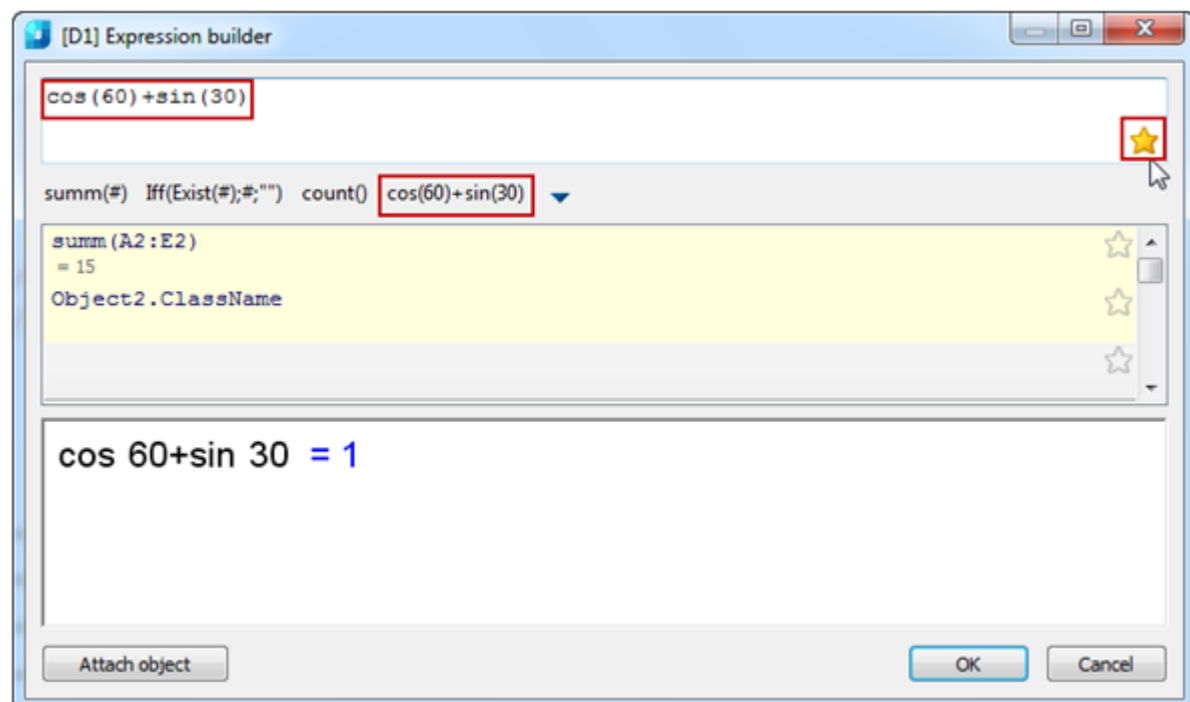 [D1] Expression builder
cos(60)+sin(30)
summ(#) Iff(Exist(#);#;"") count() cos(60)+sin(30)
summ(A2:E2)
= 15
Object2.ClassName
cos 60+sin 30 = 1
Attach object OK Cancel